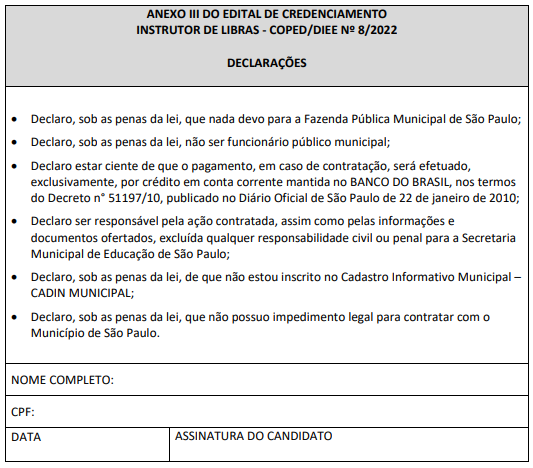 ANEXO III DO EDITAL DE CREDENCIAMENTO
INSTRUTOR DE LIBRAS - COPED/DIEE Nº 8/2022
DECLARAÇÕES
• Declaro, sob as penas da lei, que nada devo para a Fazenda Pública Municipal de São Paulo;
• Declaro, sob as penas da lei, não ser funcionário público municipal;
• Declaro estar ciente de que o pagamento, em caso de contratação, será efetuado,
exclusivamente, por crédito em conta corrente mantida no BANCO DO BRASIL, nos termos
do Decreto n° 51197/10, publicado no Diário Oficial de São Paulo de 22 de janeiro de 2010;
• Declaro ser responsável pela ação contratada, assim como pelas informações e
documentos ofertados, excluída qualquer responsabilidade civil ou penal para a Secretaria
Municipal de Educação de São Paulo;
• Declaro, sob as penas da lei, de que não estou inscrito no Cadastro Informativo Municipal –
CADIN MUNICIPAL;
• Declaro, sob as penas da lei, que não possuo impedimento legal para contratar com o
Município de São Paulo.
NOME COMPLETO:
CPF:
DATA
ASSINATURA DO CANDIDATO